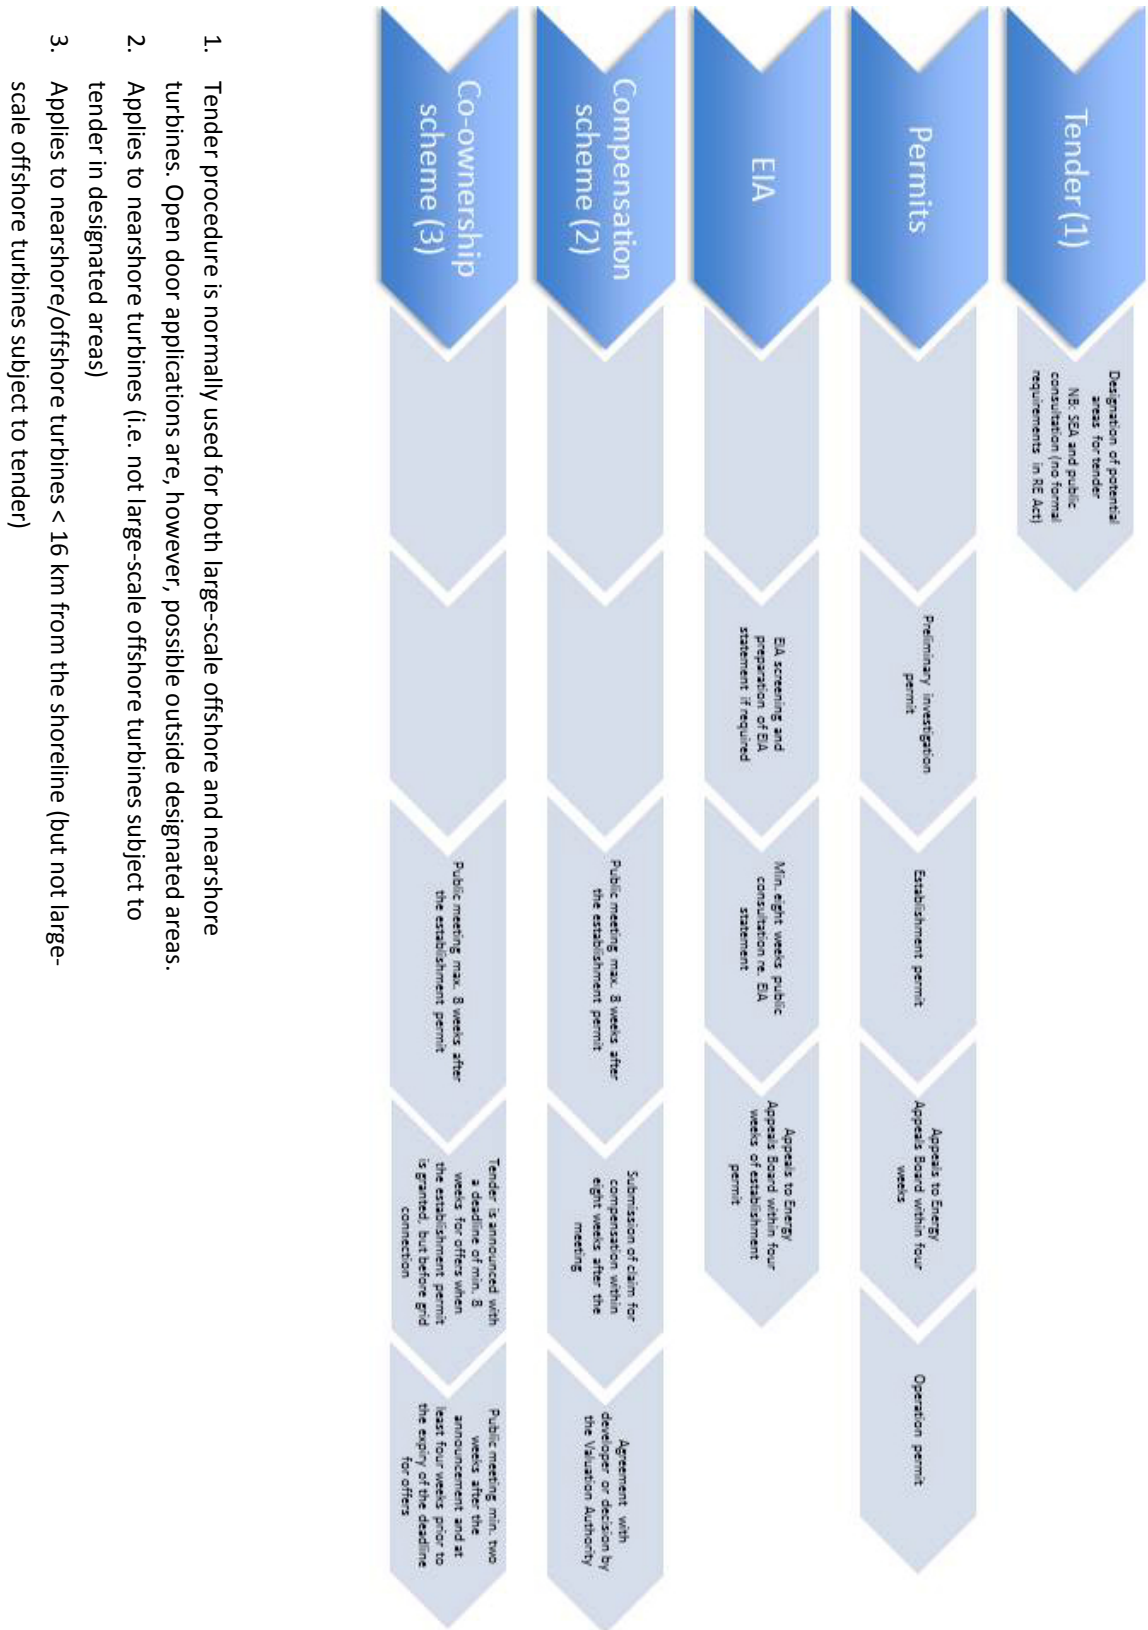 Tender (1)
Designation of potential
areas for tender
NB: SEA and public
consultation (no formal
requirements in RE Act)
Permits
Preliminary investigation
permit
Establishment permit
Appeals to Energy
Appeals Board within four
weeks
Operation permit
EIA
EIA screening and
preparation of EIA
statement if required
Min. eight weeks public
consultation re. EIA
statement
Appeals to Energy
Appeals Board within four
weeks of establishment
permit
Compensation
scheme (2)
Public meeting max. 8 weeks after
the establishment permit
Submission of claim for
compensation within
eight weeks after the
meeting
Agreement with
developer or decision by
the Valuation Authority
Co-ownership
scheme (3)
Public meeting max. 8 weeks after
the establishment permit
Tender is announced with
a deadline of min. 8
weeks for offers when
the establishment permit
is granted, but before grid
connection
Public meeting min. two
weeks after the
announcement and at
least four weeks prior to
the expiry of the deadline
for offers
1. Tender procedure is normally used for both large-scale offshore and nearshore
turbines. Open door applications are, however, possible outside designated areas.
2. Applies to nearshore turbines (i.e. not large-scale offshore turbines subject to
tender in designated areas)
3. Applies to nearshore/offshore turbines < 16 km from the shoreline (but not large-
scale offshore turbines subject to tender)